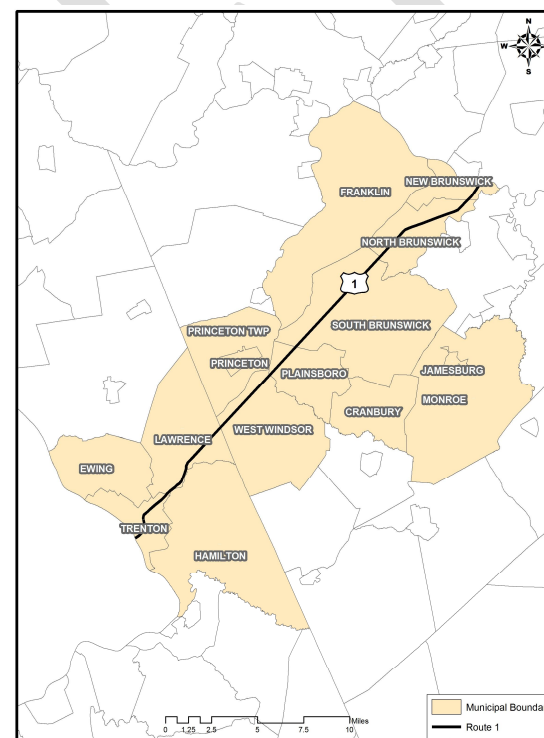 N
W
S
NEW BRUNSWICK
FRANKLIN
NORTH BRUNSWICK
1
SOUTH BRUNSWICK
PRINCETON TWP
PRINCETON
PLAINSBORO
JAMESBURG
CRANBURY
MONROE
WEST WINDSOR
LAWRENCE
EWING
TRENTON
HAMILTON
Miles
0 1.25 2.5 5 7.5 10
Municipal Bounda
Route 1